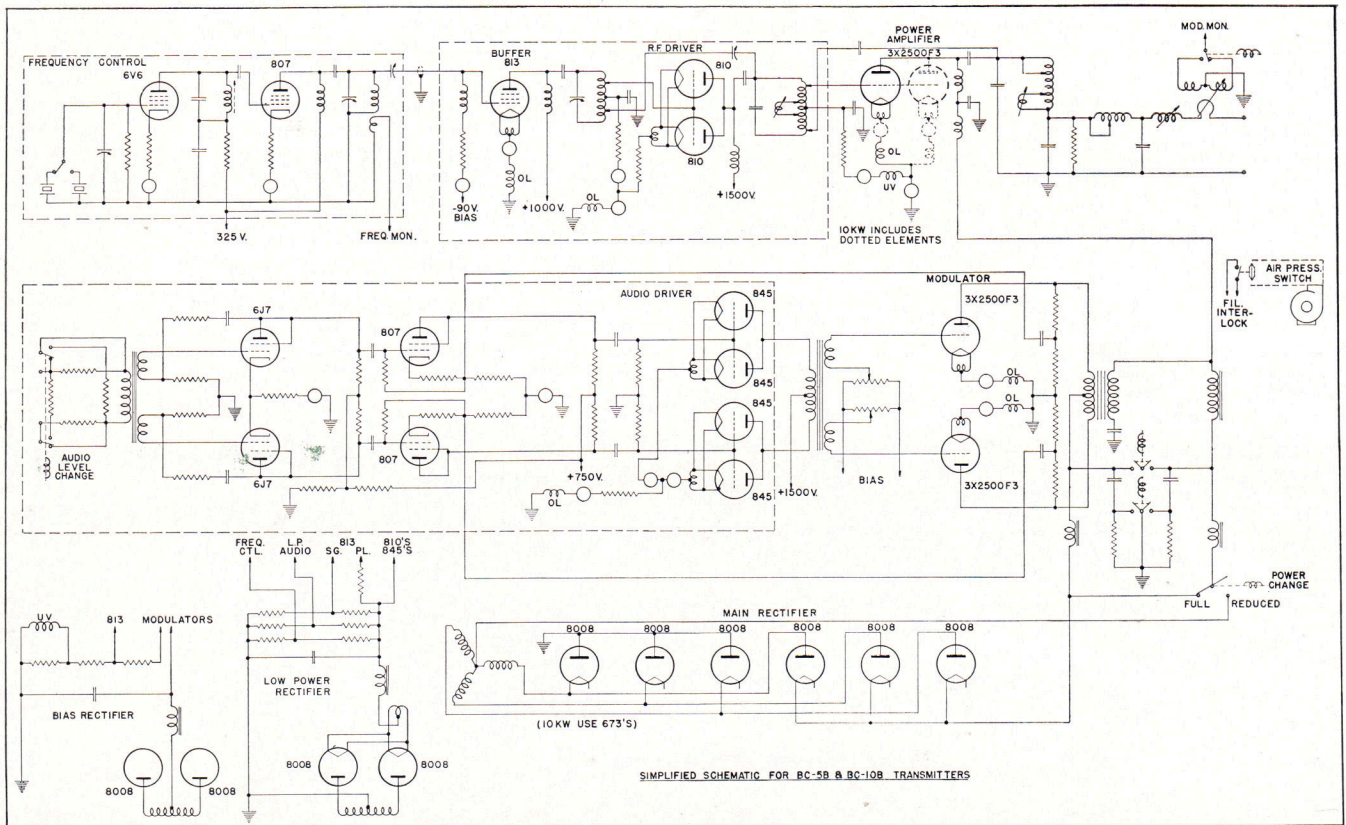 FREQUENCY CONTROL
6V6
807
325 V.
FREQ. MON.
BUFFER
813
R.F. DRIVER
810
810
-90V.
BIAS
OL
+1000V.
OL
+1500V.
POWER
AMPLIFIER
3X2500F3
OL
UV
10KW INCLUDES
DOTTED ELEMENTS
MOD. MON.
AIR PRESS.
SWITCH
FIL.
INTER-
LOCK
AUDIO DRIVER
6J7
6J7
807
807
AUDIO
LEVEL
CHANGE
845
845
845
845
+750V.
OL
+1500V.
BIAS
MODULATOR
3X2500F3
OL
OL
3X2500F3
POWER
CHANGE
FULL
REDUCED
UV
813
MODULATORS
BIAS RECTIFIER
8008
8008
FREQ.
CTL.
L.P.
AUDIO
813
SG. PL.
810'S
845'S
LOW POWER
RECTIFIER
8008
8008
MAIN RECTIFIER
8008
8008
8008
8008
8008
8008
(10KW USE 673'S)
SIMPLIFIED SCHEMATIC FOR BC-5B & BC-10B TRANSMITTERS